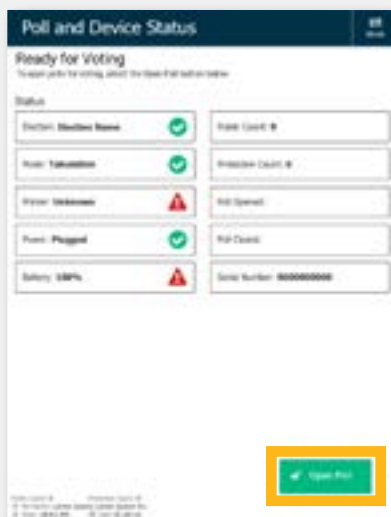 Poll and Device Status
Ready for Voting
To open polls for voting, select the Open Poll button below
Status
Election: Election Name
Public Count: 0
Mode: Tabulation
Protective Count: 0
Printer: Unknown
Poll Opened:
Power: Plugged
Poll Closed:
Battery: 100%
Serial Number: 0000000000
Open Poll